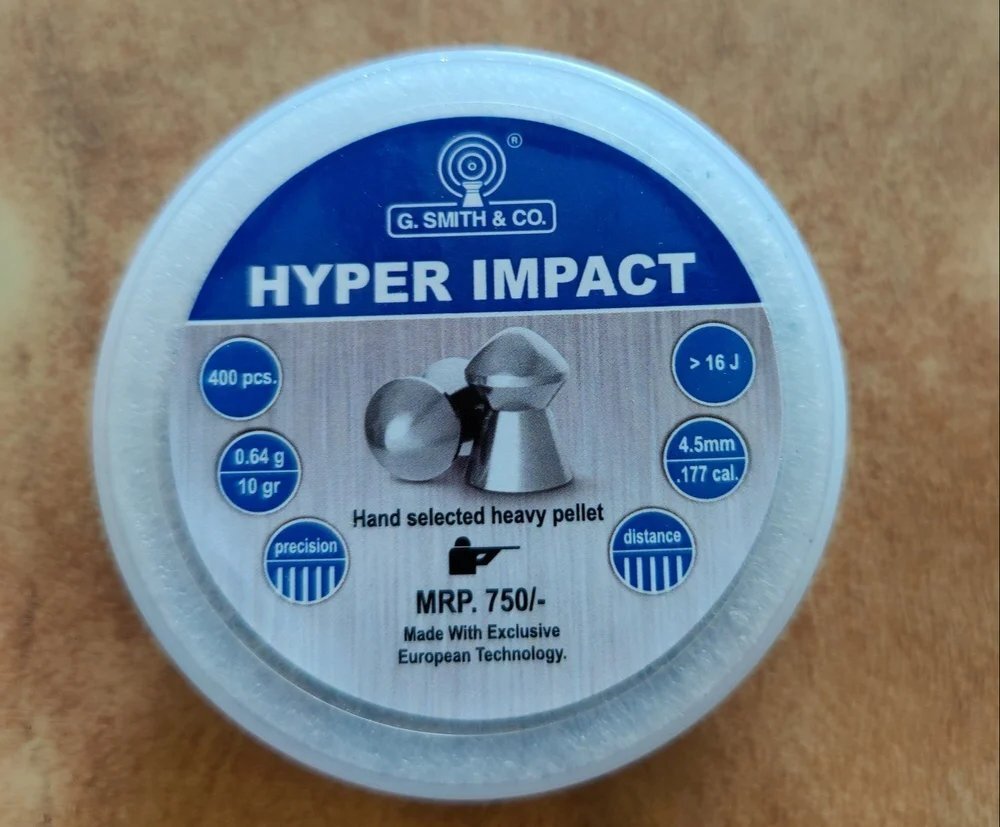 ®
G. SMITH & CO.
HYPER IMPACT
400 pcs.
> 16 J
0.64 g
10 gr
4.5mm
.177 cal.
Hand selected heavy pellet
precision
distance
MRP. 750/-
Made With Exclusive
European Technology.